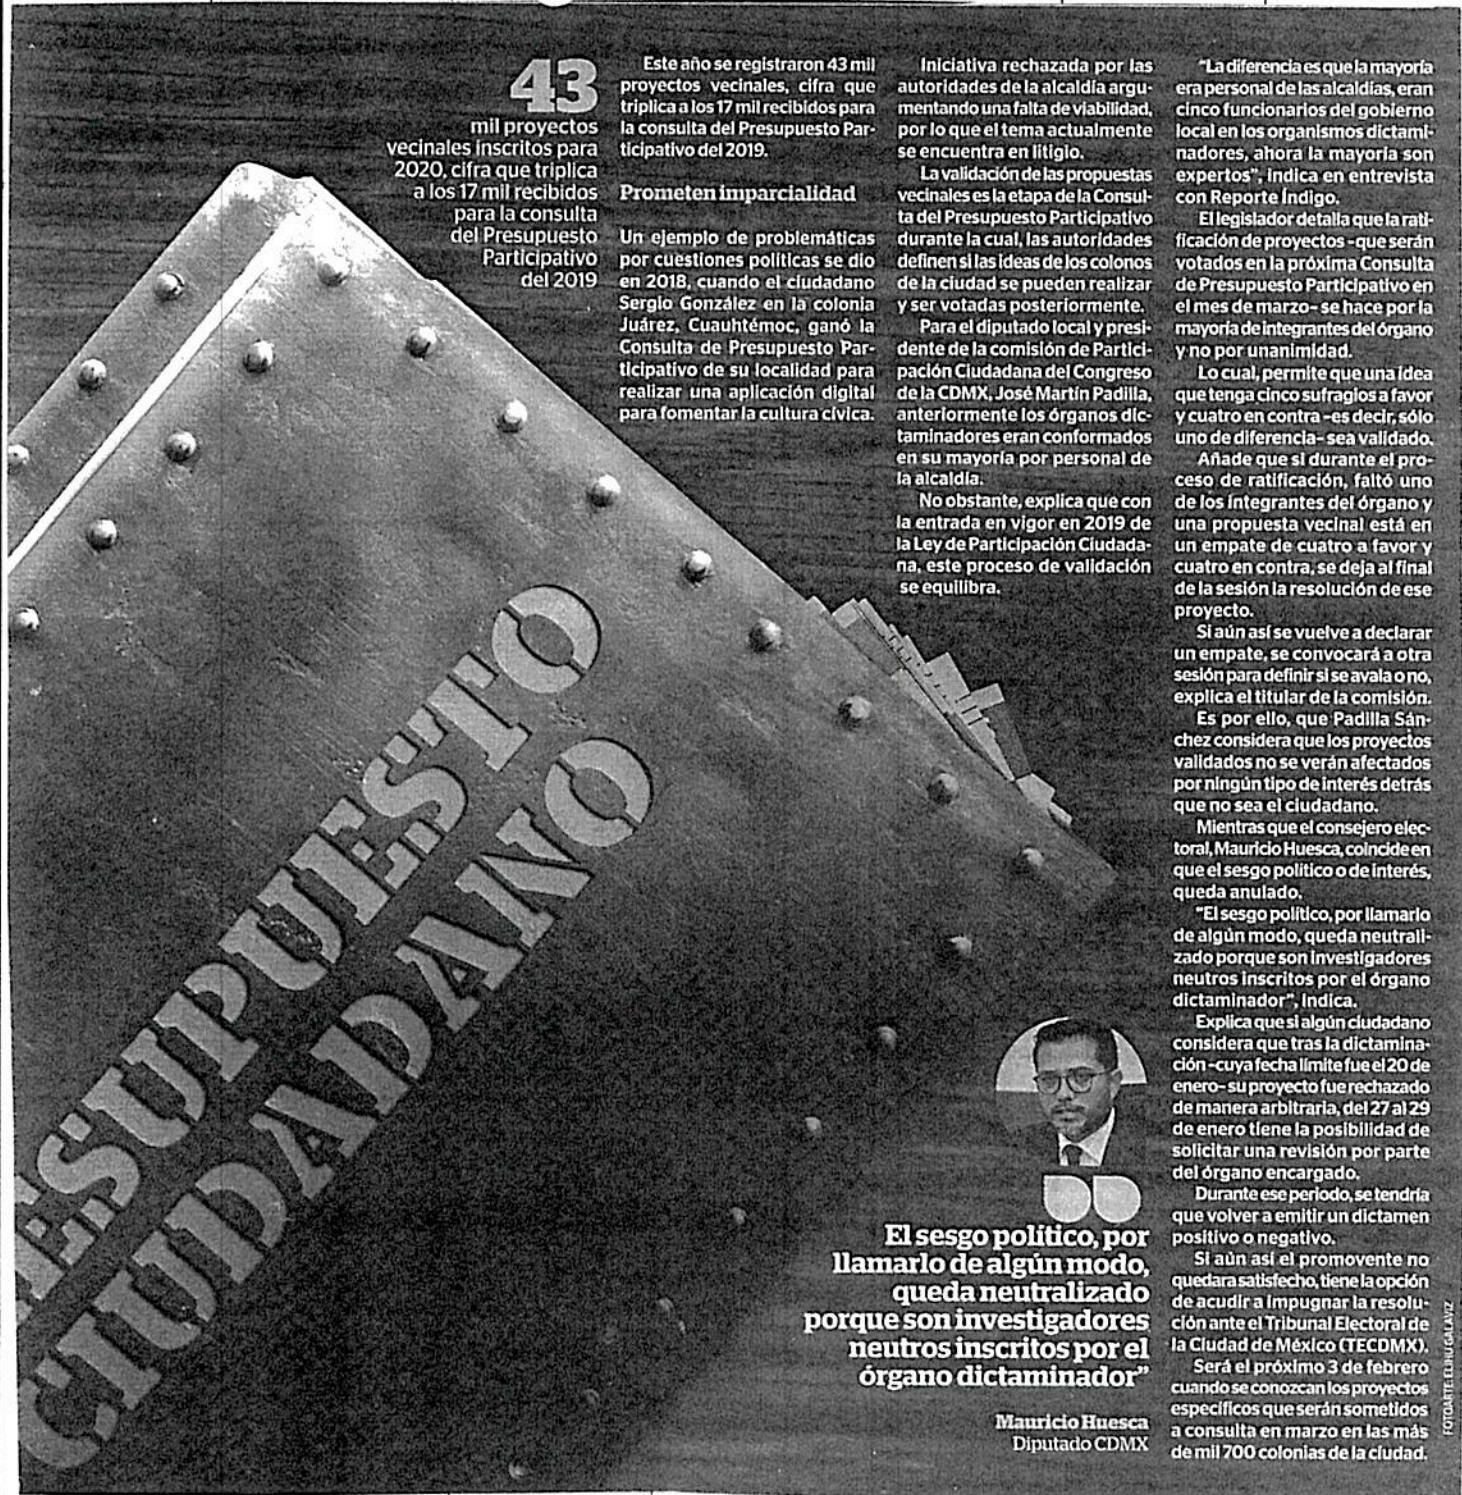 43
mil proyectos
vecinales inscritos para
2020, cifra que triplica
a los 17 mil recibidos
para la consulta
del Presupuesto
Participativo
del 2019
Este año se registraron 43 mil
proyectos vecinales, cifra que
triplica a los 17 mil recibidos para
la consulta del Presupuesto Par-
ticipativo del 2019.
Prometen imparcialidad
Un ejemplo de problemáticas
por cuestiones políticas se dio
en 2018, cuando el ciudadano
Sergio González en la colonia
Juárez, Cuauhtémoc, ganó la
Consulta de Presupuesto Par-
ticipativo de su localidad para
realizar una aplicación digital
para fomentar la cultura cívica.
Iniciativa rechazada por las
autoridades de la alcaldía argu-
mentando una falta de viabilidad,
por lo que el tema actualmente
se encuentra en litigio.
La validación de las propuestas
vecinales es la etapa de la Consul-
ta del Presupuesto Participativo
durante la cual, las autoridades
definen si las ideas de los colonos
de la ciudad se pueden realizar
y ser votadas posteriormente.
Para el diputado local y presi-
dente de la comisión de Partici-
pación Ciudadana del Congreso
de la CDMX, José Martín Padilla,
anteriormente los órganos dic-
taminadores eran conformados
en su mayoría por personal de
la alcaldía.
No obstante, explica que con
la entrada en vigor en 2019 de
la Ley de Participación Ciudada-
na, este proceso de validación
se equilibra.
"La diferencia es que la mayoría
era personal de las alcaldías, eran
cinco funcionarios del gobierno
local en los organismos dictami-
nadores, ahora la mayoría son
expertos", indica en entrevista
con Reporte Índigo.
El legislador detalla que la rati-
ficación de proyectos -que serán
votados en la próxima Consulta
de Presupuesto Participativo en
el mes de marzo- se hace por la
mayoría de integrantes del órgano
y no por unanimidad.
Lo cual, permite que una idea
que tenga cinco sufragios a favor
y cuatro en contra -es decir, sólo
uno de diferencia- sea validado.
Añade que si durante el pro-
ceso de ratificación, faltó uno
de los integrantes del órgano y
una propuesta vecinal está en
un empate de cuatro a favor y
cuatro en contra, se deja al final
de la sesión la resolución de ese
proyecto.
Si aún así se vuelve a declarar
un empate, se convocará a otra
sesión para definir si se avala o no,
explica el titular de la comisión.
Es por ello, que Padilla Sán-
chez considera que los proyectos
validados no se verán afectados
por ningún tipo de interés detrás
que no sea el ciudadano.
Mientras que el consejero elec-
toral, Mauricio Huesca, coincide en
que el sesgo político o de interés,
queda anulado.
"El sesgo político, por llamarlo
de algún modo, queda neutrali-
zado porque son investigadores
neutros inscritos por el órgano
dictaminador", indica.
Explica que si algún ciudadano
considera que tras la dictamina-
ción -cuya fecha límite fue el 20 de
enero- su proyecto fue rechazado
de manera arbitraria, del 27 al 29
de enero tiene la posibilidad de
solicitar una revisión por parte
del órgano encargado.
Durante ese periodo, se tendría
que volver a emitir un dictamen
positivo o negativo.
Si aún así el promovente no
quedara satisfecho, tiene la opción
de acudir a impugnar la resolu-
ción ante el Tribunal Electoral de
la Ciudad de México (TECDMX).
Será el próximo 3 de febrero
cuando se conozcan los proyectos
específicos que serán sometidos
a consulta en marzo en las más
de mil 700 colonias de la ciudad.
ESUPUESTO
CIUDADANO
El sesgo político, por
llamarlo de algún modo,
queda neutralizado
porque son investigadores
neutros inscritos por el
órgano dictaminador"
Mauricio Huesca
Diputado CDMX
FOTOARTE: ELIHU GALAVIZ